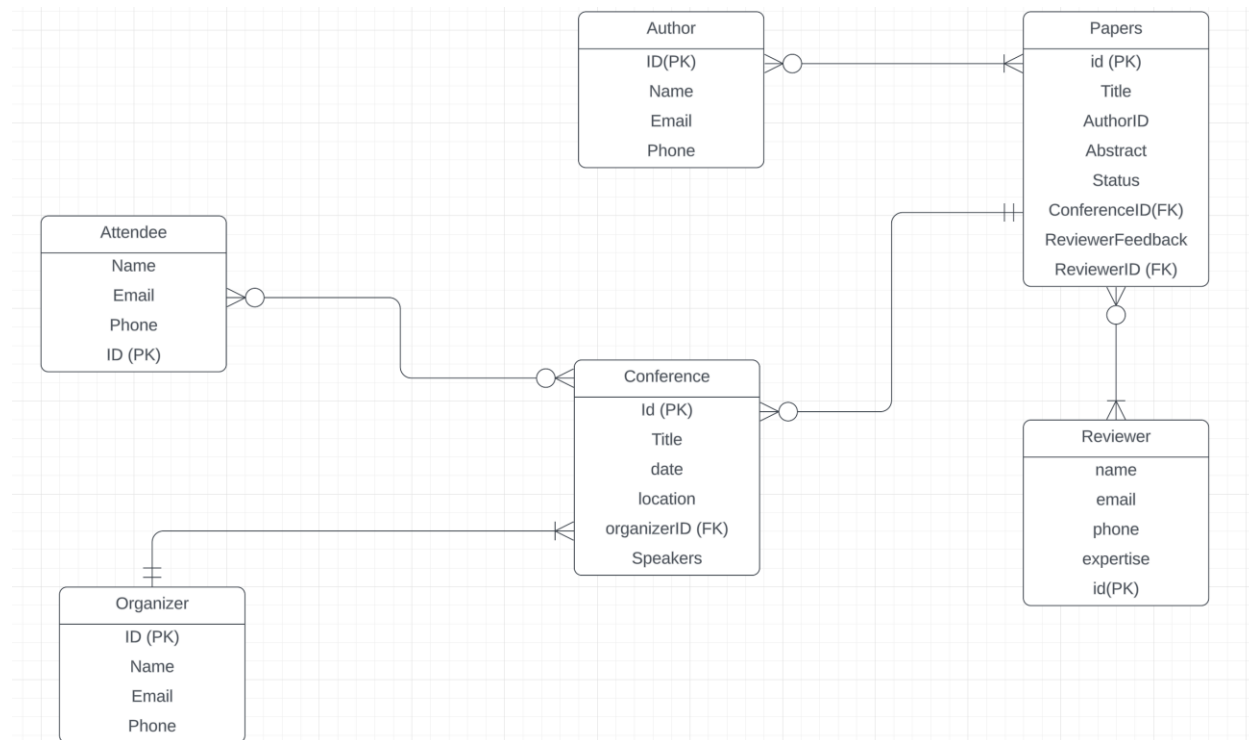 Author
ID(PK)
Name
Email
Phone
Papers
id (PK)
Title
AuthorID
Abstract
Status
ConferenceID(FK)
ReviewerFeedback
ReviewerID (FK)
Attendee
Name
Email
Phone
ID (PK)
Conference
Id (PK)
Title
date
location
organizerID (FK)
Speakers
Reviewer
name
email
phone
expertise
id(PK)
Organizer
ID (PK)
Name
Email
Phone